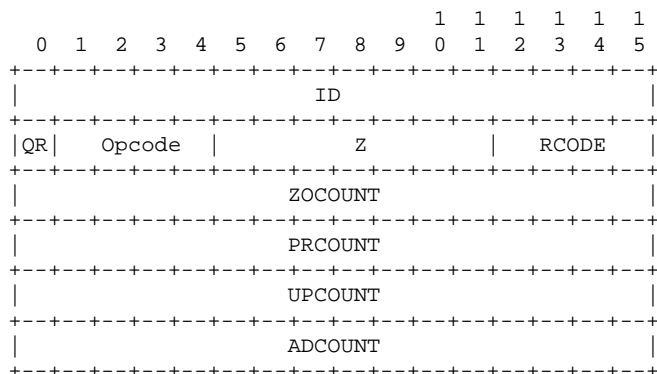 1  1  1  1  1  1
  0  1  2  3  4  5  6  7  8  9  0  1  2  3  4  5
+--+--+--+--+--+--+--+--+--+--+--+--+--+--+--+--+
|                      ID                       |
+--+--+--+--+--+--+--+--+--+--+--+--+--+--+--+--+
|QR|   Opcode  |          Z         |   RCODE   |
+--+--+--+--+--+--+--+--+--+--+--+--+--+--+--+--+
|                    ZOCOUNT                    |
+--+--+--+--+--+--+--+--+--+--+--+--+--+--+--+--+
|                    PRCOUNT                    |
+--+--+--+--+--+--+--+--+--+--+--+--+--+--+--+--+
|                    UPCOUNT                    |
+--+--+--+--+--+--+--+--+--+--+--+--+--+--+--+--+
|                    ADCOUNT                    |
+--+--+--+--+--+--+--+--+--+--+--+--+--+--+--+--+